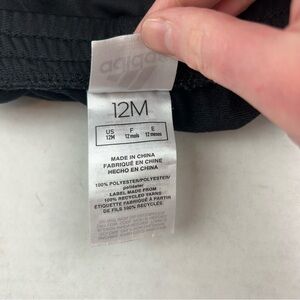 adidas
12M
US F E
12M 12 mois 12 meses
MADE IN CHINA
FABRIQUÉ EN CHINE
HECHO EN CHINA
100% POLYESTER/POLYESTER/
poliéster
LABEL MADE FROM
100% RECYCLED YARNS
ETIQUETTE FABRIQUÉE À PARTIR
DE FILS 100% RECYCLÉS